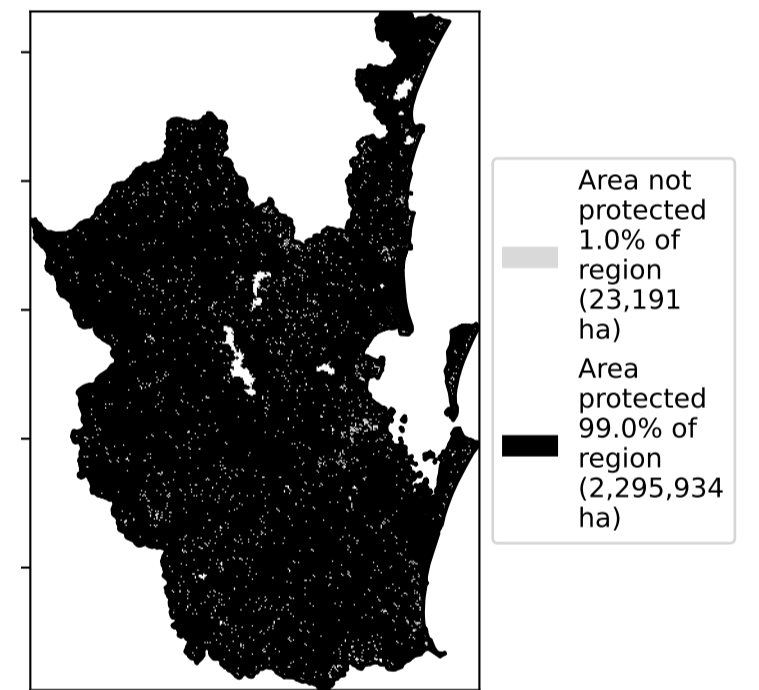 Area not
protected
1.0% of
region
(23,191
ha)
Area
protected
99.0% of
region
(2,295,934
ha)